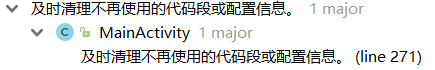 及时清理不再使用的代码段或配置信息。 1 major
MainActivity 1 major
及时清理不再使用的代码段或配置信息。 (line 271)